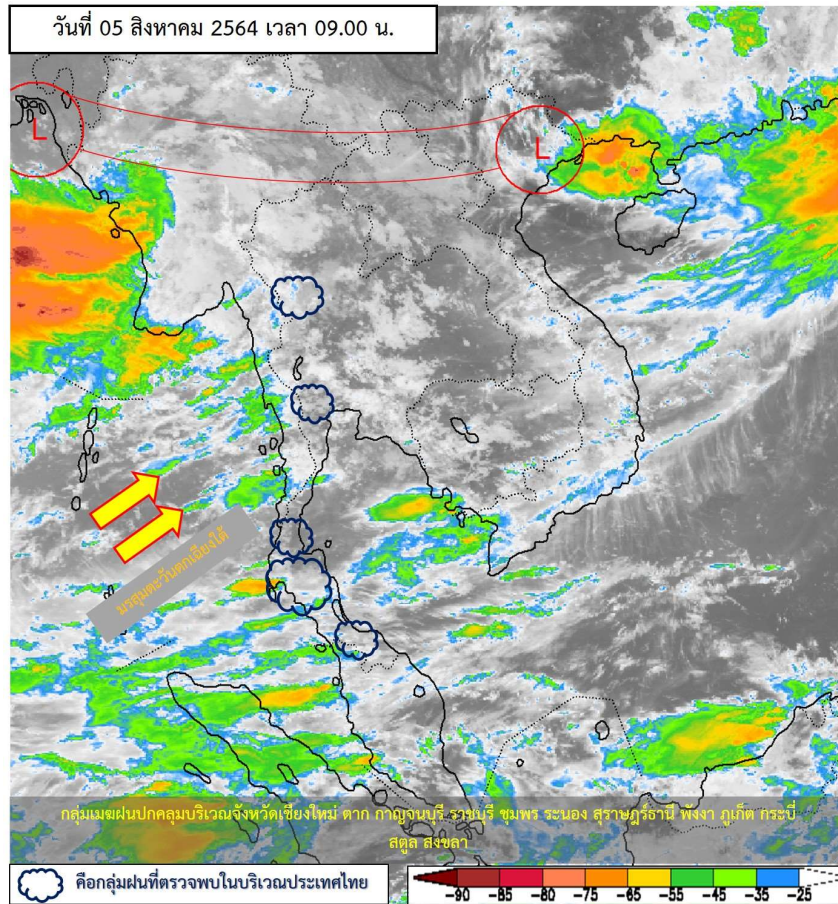 วันที่ 05 สิงหาคม 2564 เวลา 09.00 น.
L
L
มรสุมตะวันตกเฉียงใต้
กลุ่มเมฆฝนปกคลุมบริเวณจังหวัดเชียงใหม่ ตาก กาญจนบุรี ราชบุรี ชุมพร ระนอง สุราษฎร์ธานี พังงา ภูเก็ต กระบี่
สตูล สงขลา
คือกลุ่มฝนที่ตรวจพบในบริเวณประเทศไทย
-90 -85 -80 -75 -65 -55 -45 -35 -25